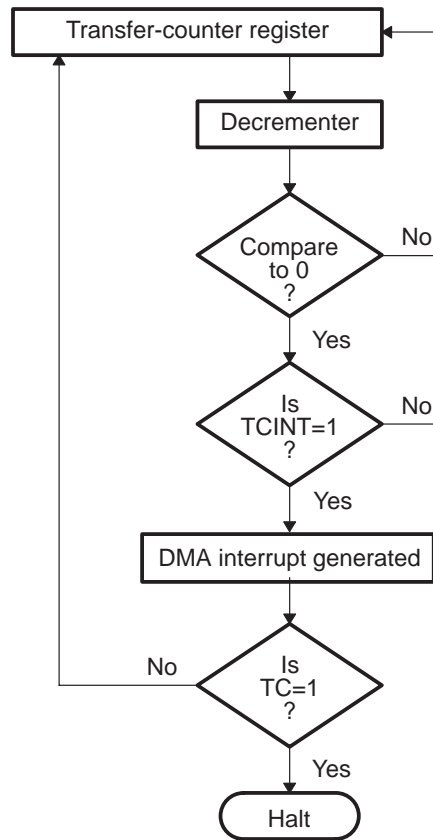 Transfer-counter register
Decrementer
Compare
to 0
?
No
Yes
Is
TCINT=1
?
No
Yes
DMA interrupt generated
Is
TC=1
?
No
Yes
Halt